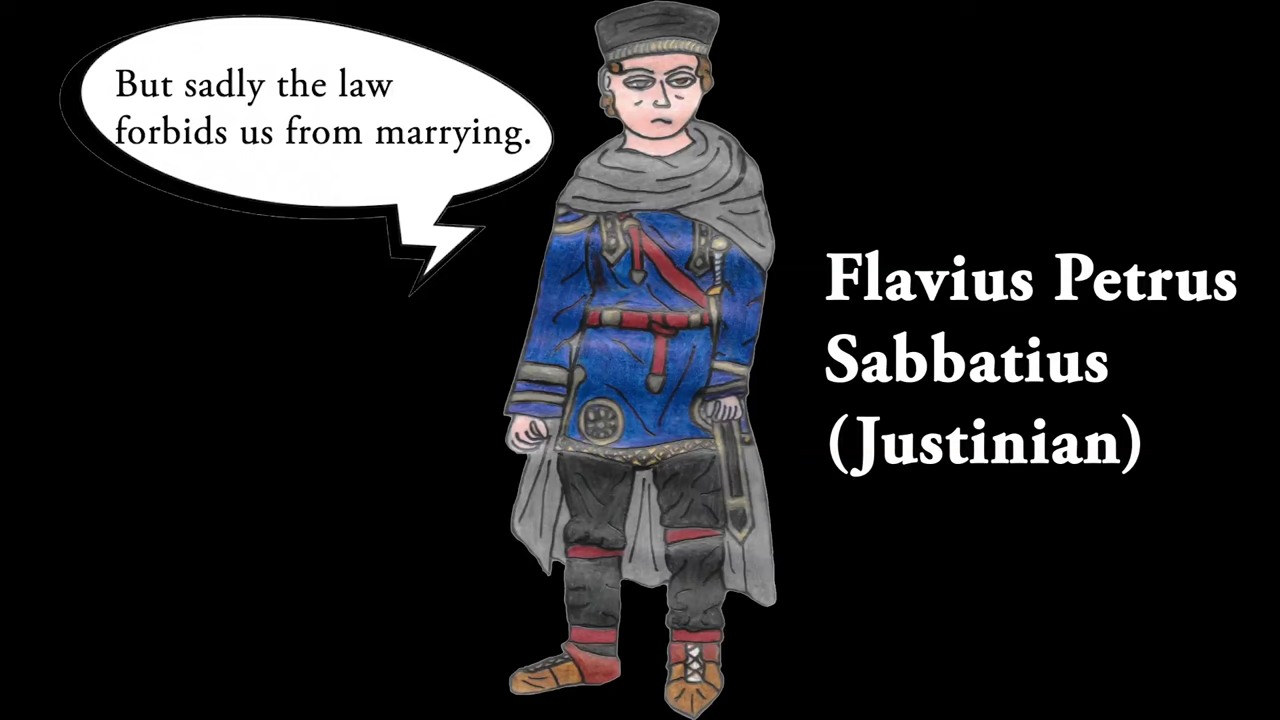 But sadly the law
forbids us from marrying.
Flavius Petrus
Sabbatius
(Justinian)